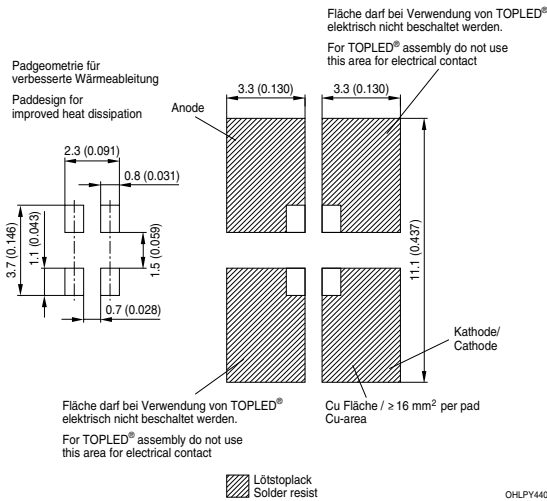 Fläche darf bei Verwendung von TOPLED®
elektrisch nicht beschaltet werden.
For TOPLED® assembly do not use
this area for electrical contact
Padgeometrie für
verbesserte Wärmeableitung
Paddesign for
improved heat dissipation
3.3 (0.130)
3.3 (0.130)
Anode
2.3 (0.091)
0.8 (0.031)
3.7 (0.146)
1.1 (0.043)
1.5 (0.059)
11.1 (0.437)
0.7 (0.028)
Kathode/
Cathode
Fläche darf bei Verwendung von TOPLED®
elektrisch nicht beschaltet werden.
For TOPLED® assembly do not use
this area for electrical contact
Cu Fläche / ≥ 16 mm² per pad
Cu-area
Lötstoplack
Solder resist
OHLPY440